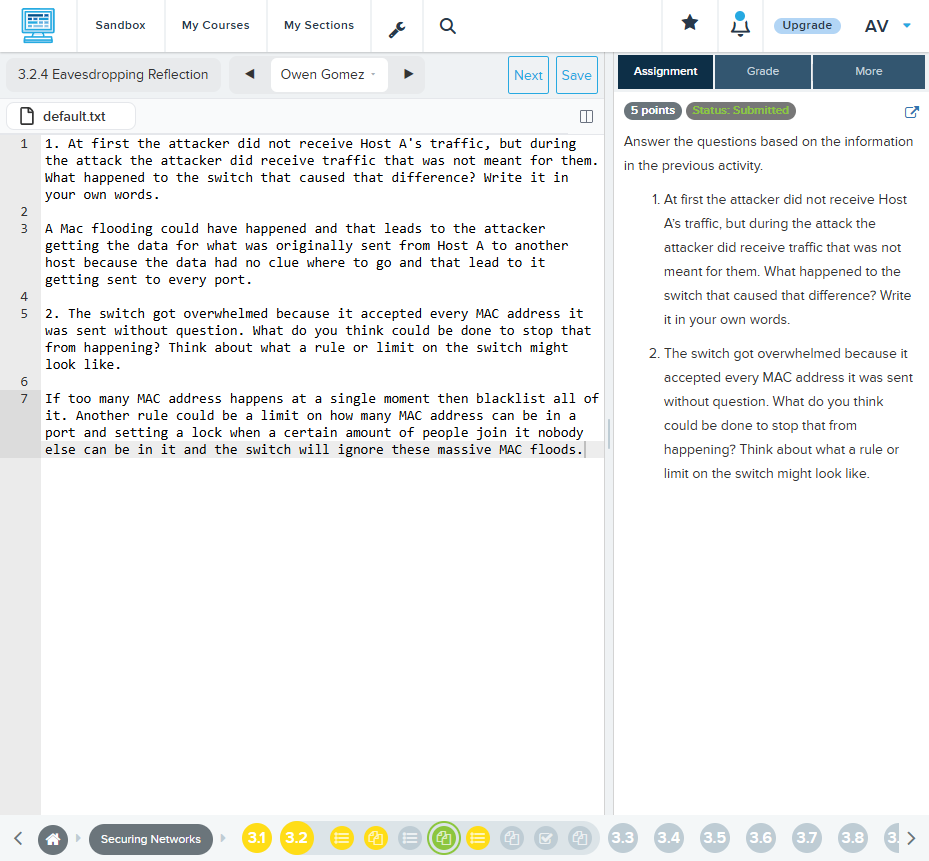 Sandbox
My Courses
My Sections
Upgrade
AV
3.2.4 Eavesdropping Reflection
Owen Gomez
Next
Save
Assignment
Grade
More
default.txt
1 1. At first the attacker did not receive Host A's traffic, but during
the attack the attacker did receive traffic that was not meant for them.
What happened to the switch that caused that difference? Write it in
your own words.
2
3 A Mac flooding could have happened and that leads to the attacker
getting the data for what was originally sent from Host A to another
host because the data had no clue where to go and that lead to it
getting sent to every port.
4
5 2. The switch got overwhelmed because it accepted every MAC address it
was sent without question. What do you think could be done to stop that
from happening? Think about what a rule or limit on the switch might
look like.
6
7 If too many MAC address happens at a single moment then blacklist all of
it. Another rule could be a limit on how many MAC address can be in a
port and setting a lock when a certain amount of people join it nobody
else can be in it and the switch will ignore these massive MAC floods.
5 points
Status: Submitted
Answer the questions based on the information
in the previous activity.
1. At first the attacker did not receive Host
A's traffic, but during the attack the
attacker did receive traffic that was not
meant for them. What happened to the
switch that caused that difference? Write
it in your own words.
2. The switch got overwhelmed because it
accepted every MAC address it was sent
without question. What do you think
could be done to stop that from
happening? Think about what a rule or
limit on the switch might look like.
Securing Networks
3.1
3.2
3.3
3.4
3.5
3.6
3.7
3.8
3.